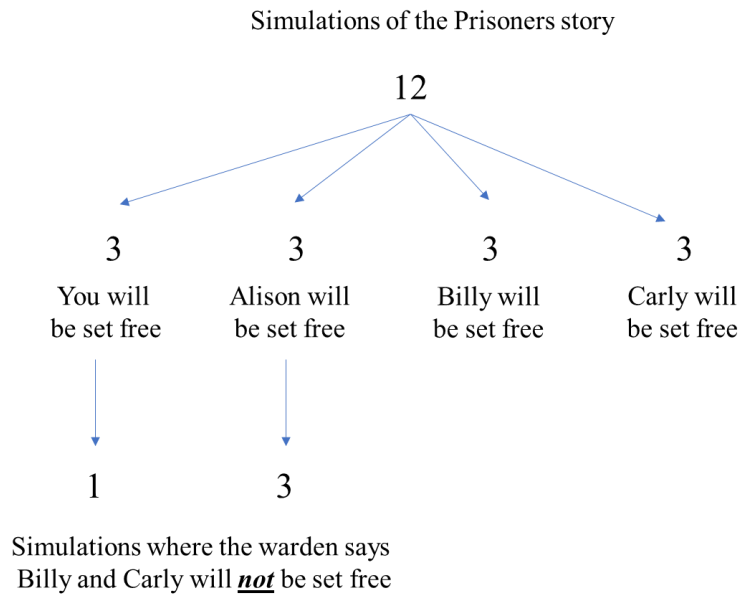 Simulations of the Prisoners story
12
3
3
3
3
You will
be set free
Alison will
be set free
Billy will
be set free
Carly will
be set free
1
3
Simulations where the warden says
Billy and Carly will not be set free